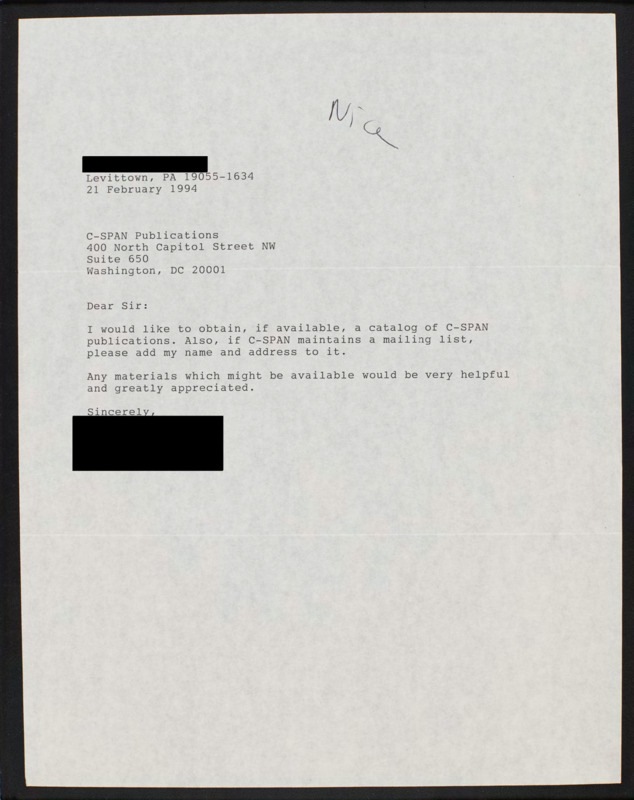 Nice
Levittown, PA 19055-1634
21 February 1994
C-SPAN Publications
400 North Capitol Street NW
Suite 650
Washington, DC 20001
Dear Sir:
I would like to obtain, if available, a catalog of C-SPAN
publications. Also, if C-SPAN maintains a mailing list,
please add my name and address to it.
Any materials which might be available would be very helpful
and greatly appreciated.
Sincerely,